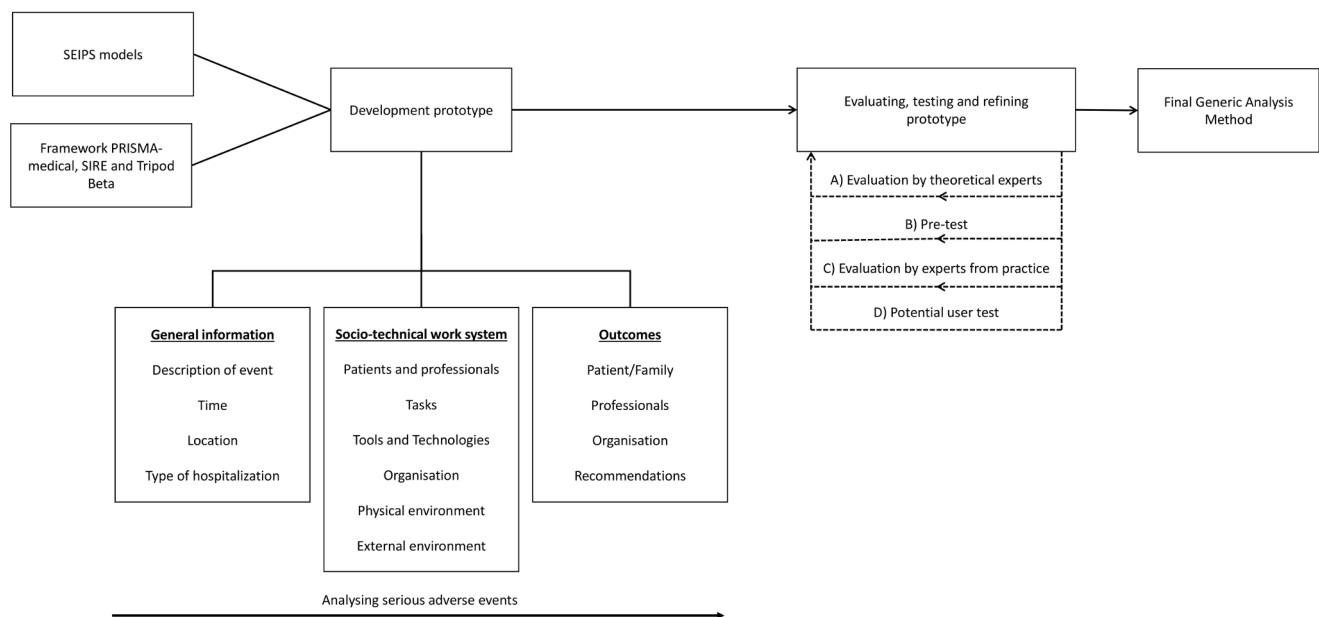 SEIPS models
Framework PRISMA-
medical, SIRE and Tripod
Beta
Development prototype
Evaluating, testing and refining
prototype
Final Generic Analysis
Method
A) Evaluation by theoretical experts
B) Pre-test
C) Evaluation by experts from practice
D) Potential user test
General information
Description of event
Time
Location
Type of hospitalization
Socio-technical work system
Patients and professionals
Tasks
Tools and Technologies
Organisation
Physical environment
External environment
Outcomes
Patient/Family
Professionals
Organisation
Recommendations
Analysing serious adverse events